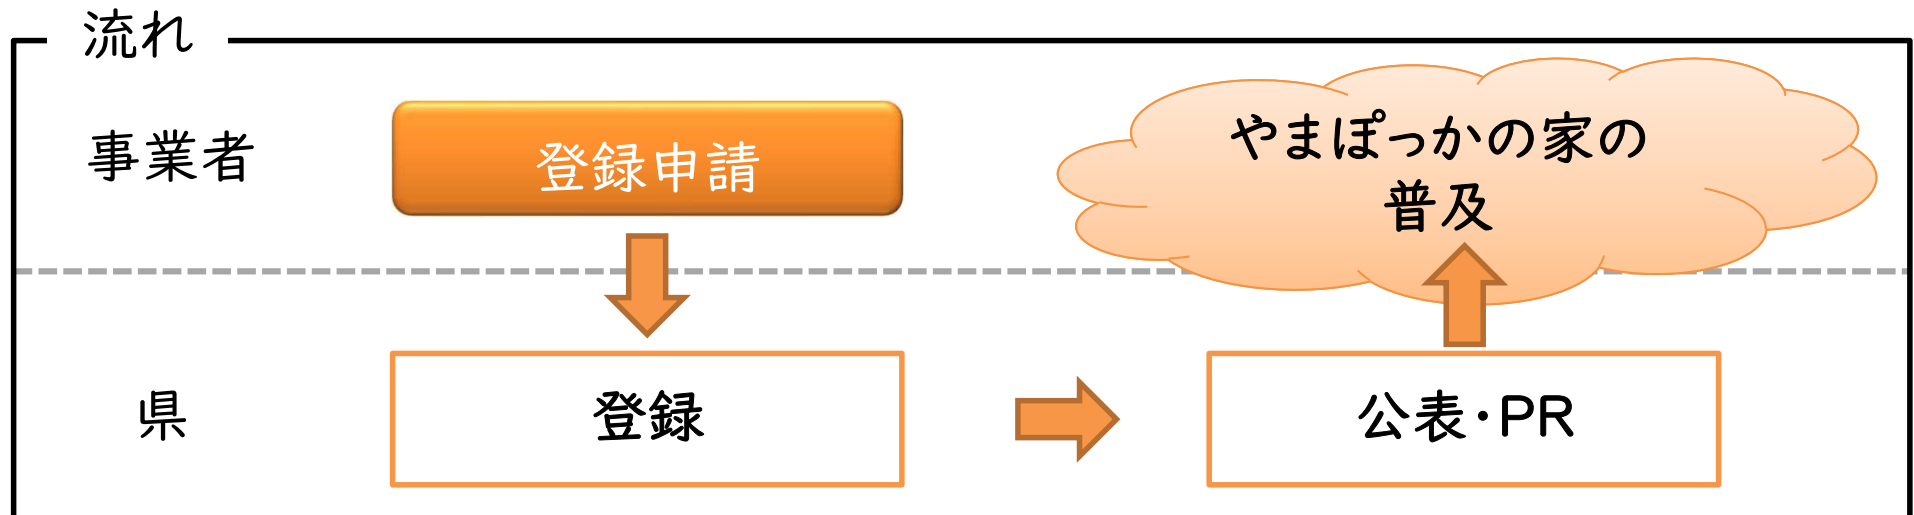 流れ
事業者
登録申請
やまぽっかの家の
普及
県
登録
公表・PR